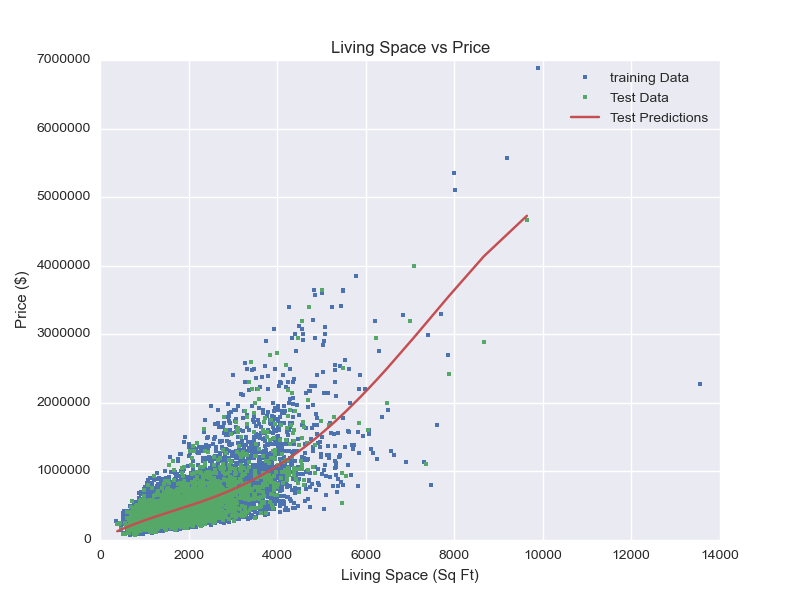 Living Space vs Price
7000000
6000000
5000000
4000000
3000000
2000000
1000000
0
Price ($)
training Data
Test Data
Test Predictions
0 2000 4000 6000 8000 10000 12000 14000
Living Space (Sq Ft)